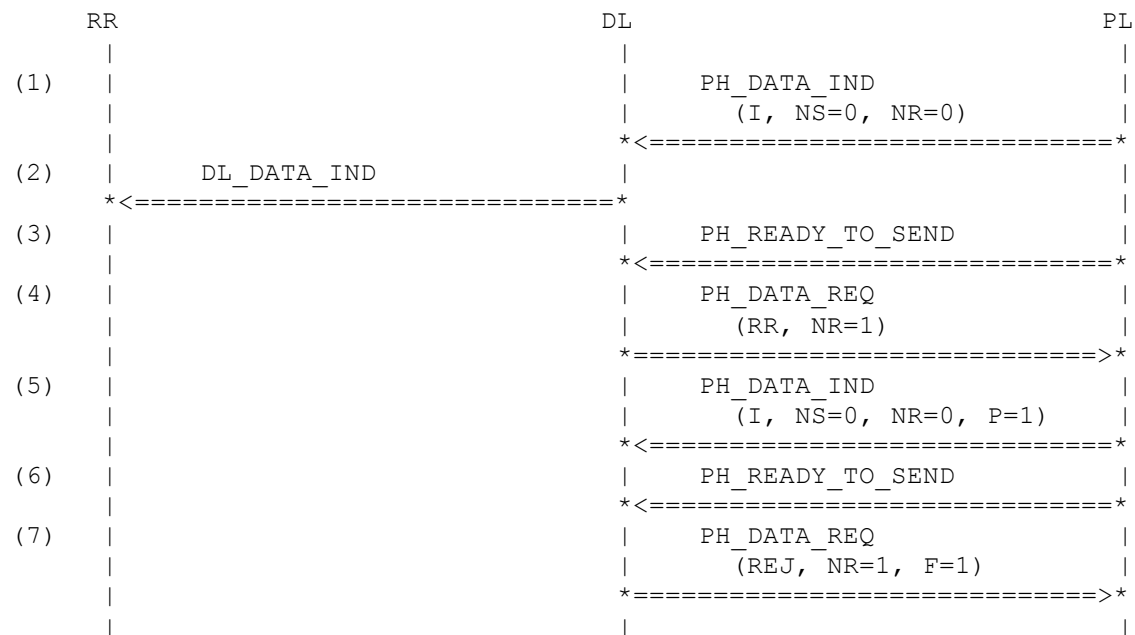 RR DL PL
(1) PH_DATA_IND
(I, NS=0, NR=0)
*<=============================*
(2) DL_DATA_IND
*<==============================*
(3) PH_READY_TO_SEND
*<=============================*
(4) PH_DATA_REQ
(RR, NR=1)
*=============================>*
(5) PH_DATA_IND
(I, NS=0, NR=0, P=1)
*<=============================*
(6) PH_READY_TO_SEND
*<=============================*
(7) PH_DATA_REQ
(REJ, NR=1, F=1)
*=============================>*